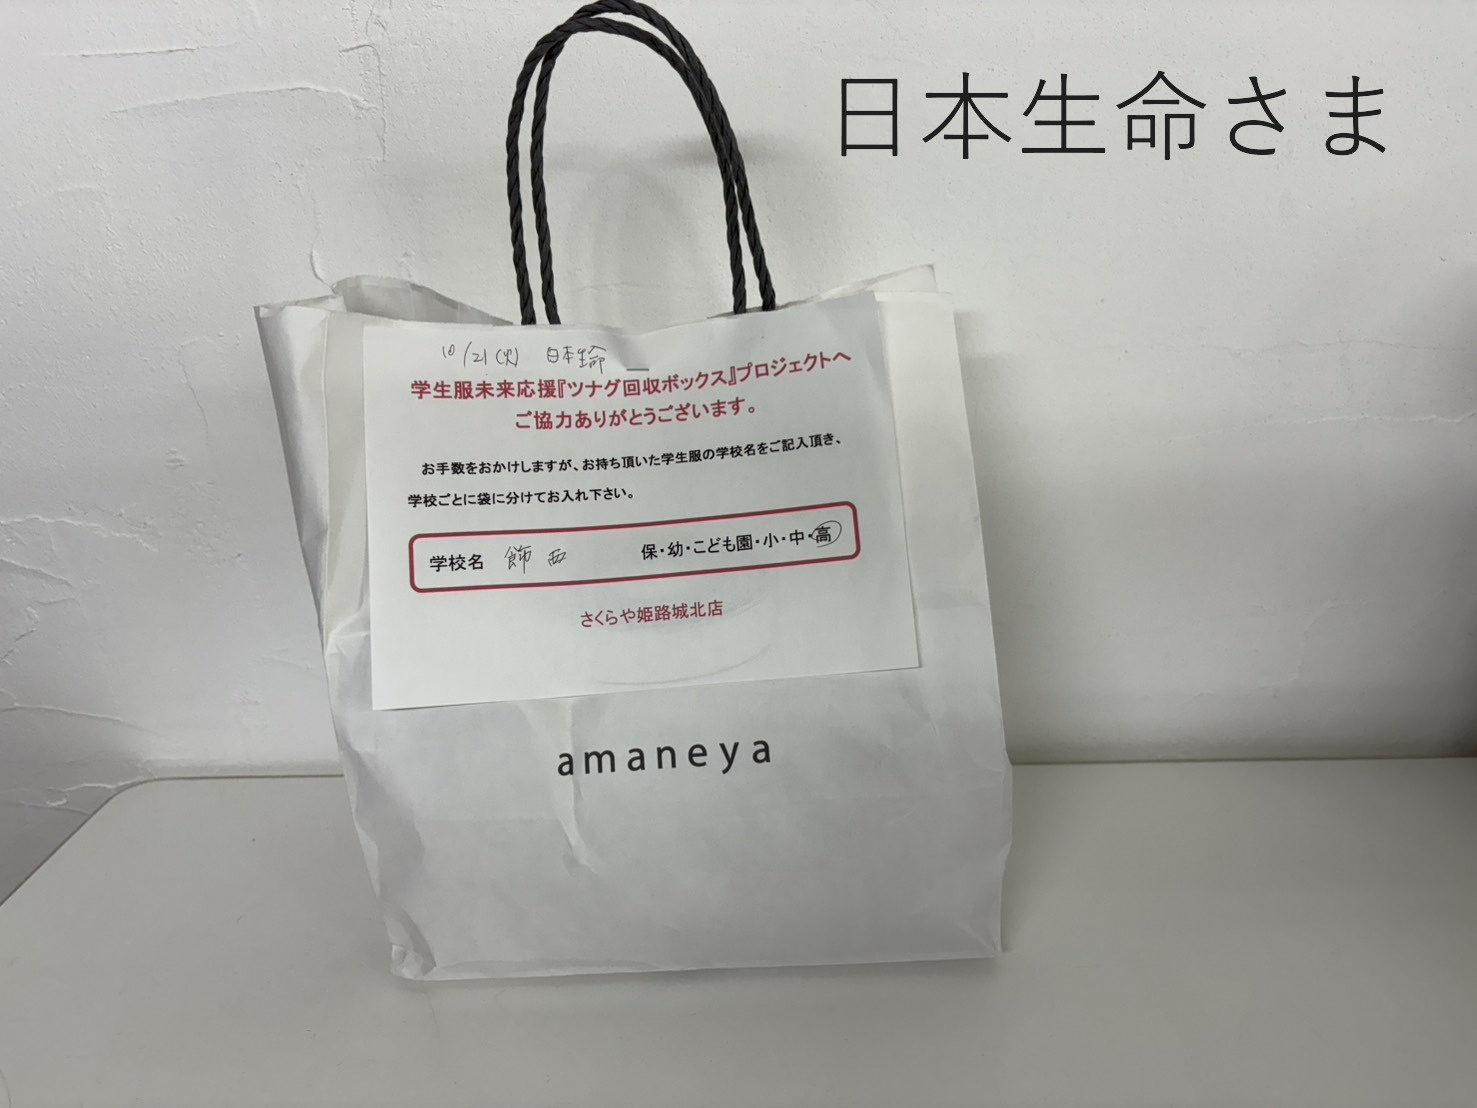 日本生命さま
10/21(火) 日本生命
学生服未来応援『ツナグ回収ボックス』プロジェクトへ
ご協力ありがとうございます。
お手数をおかけしますが、お持ち頂いた学生服の学校名をご記入頂き、
学校ごとに袋に分けてお入れ下さい。
学校名 飾西 保・幼・こども園・小・中・高
さくらや姫路城北店
amaneya